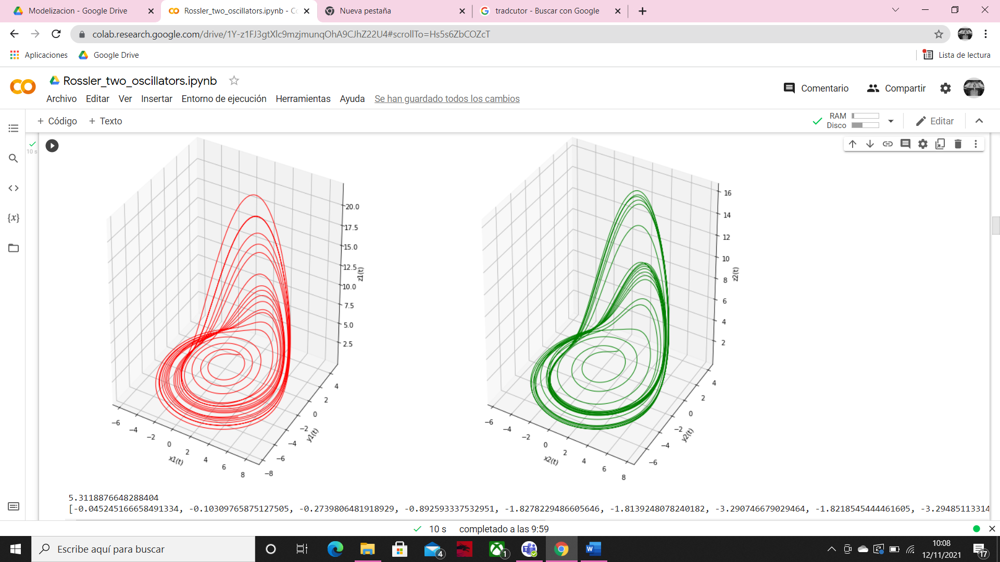 Modelizacion - Google Drive
Rossler_two_oscillators.ipynb - Co
Nueva pestaña
tradcutor - Buscar con Google
colab.research.google.com/drive/1Y-z1FJ3gtXlc9mzjmunqOhA9CJhZ22U4#scrollTo=Hs5s6ZbCOZcT
Aplicaciones Google Drive Lista de lectura
Rossler_two_oscillators.ipynb
Archivo Editar Ver Insertar Entorno de ejecución Herramientas Ayuda Se han guardado todos los cambios
Comentario Compartir
+ Código + Texto
RAM
Disco
Editar
10 s
{x}
20.0
17.5
15.0
12.5
10.0
7.5
5.0
2.5
z1(t)
4
2
0
−2
−4
−6
−8
y1(t)
−6
−4
−2
0
2
4
6
8
x1(t)
16
14
12
10
8
6
4
2
z2(t)
4
2
0
−2
−4
−6
y2(t)
−6
−4
−2
0
2
4
6
8
x2(t)
5.3118876648288404
[-0.045245166658491334, -0.10309765875127505, -0.2739806481918929, -0.892593337532951, -1.8278229486605646, -1.8139248078240182, -3.290746679029464, -1.8218545444461605, -3.29485113314
10 s completado a las 9:59
Escribe aquí para buscar
4
1
10:08
12/11/2021
17